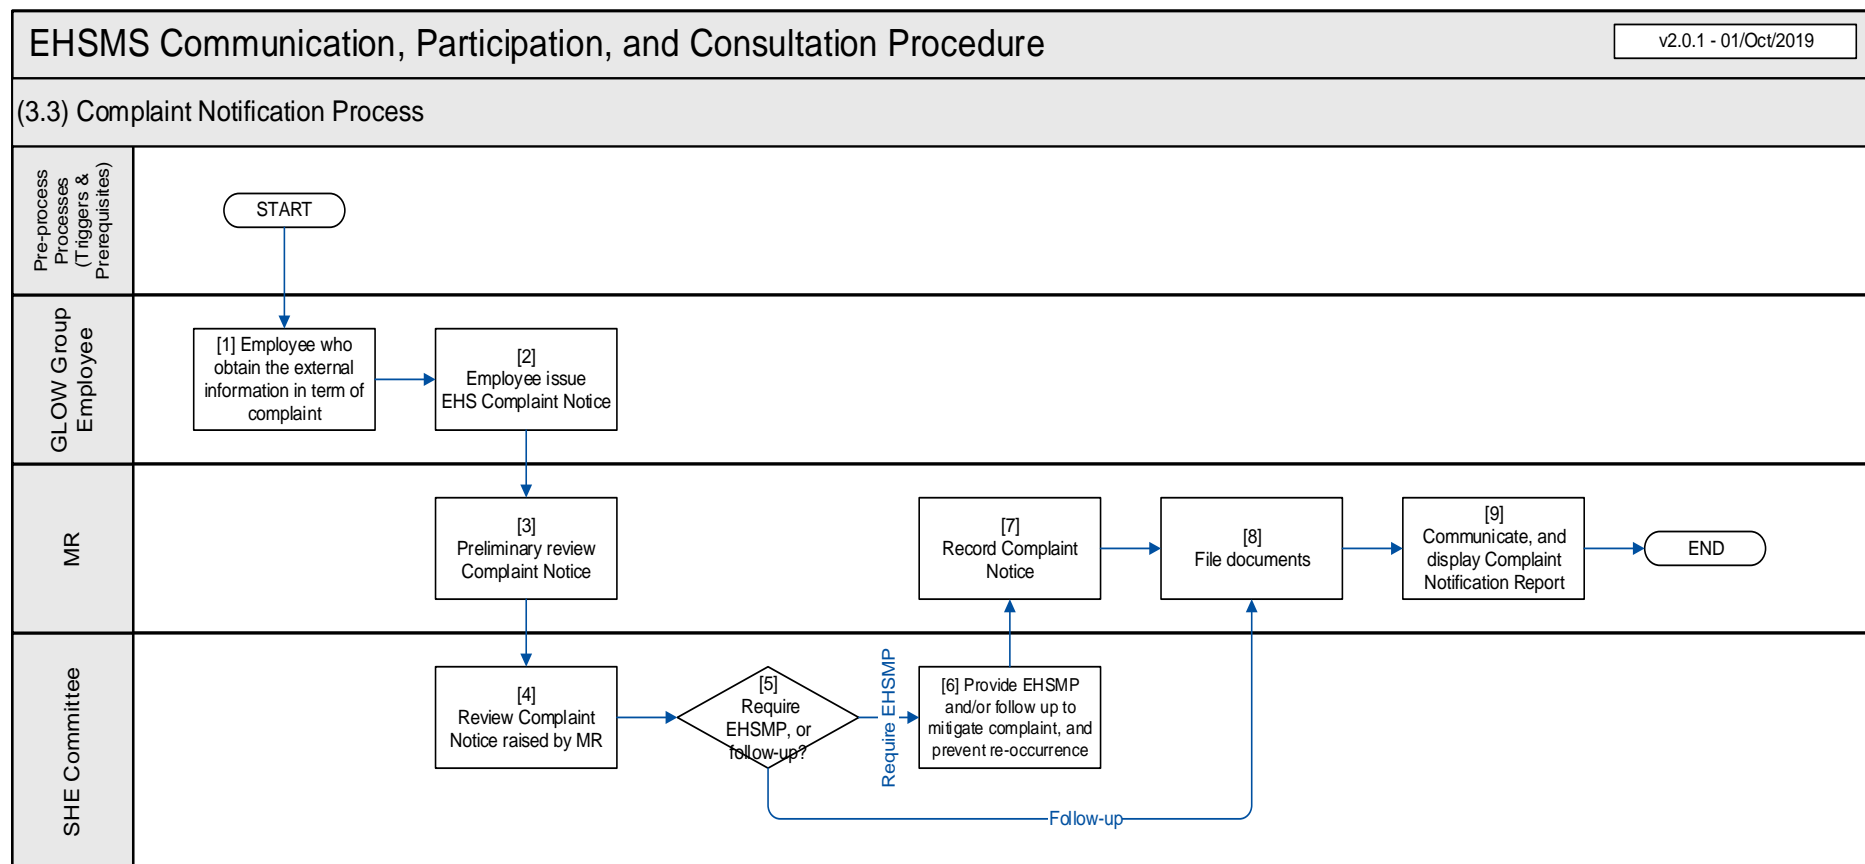 EHSMS Communication, Participation, and Consultation Procedure
v2.0.1 - 01/Oct/2019
(3.3) Complaint Notification Process
Pre-process
Processes
(Triggers &
Prerequisites)
START
GLOW Group
Employee
[1] Employee who
obtain the external
information in term of
complaint
[2]
Employee issue
EHS Complaint Notice
MR
[3]
Preliminary review
Complaint Notice
[7]
Record Complaint
Notice
[8]
File documents
[9]
Communicate, and
display Complaint
Notification Report
END
SHE Committee
[4]
Review Complaint
Notice raised by MR
[5]
Require
EHSMP, or
follow-up?
Require EHSMP
[6] Provide EHSMP
and/or follow up to
mitigate complaint, and
prevent re-occurrence
Follow-up